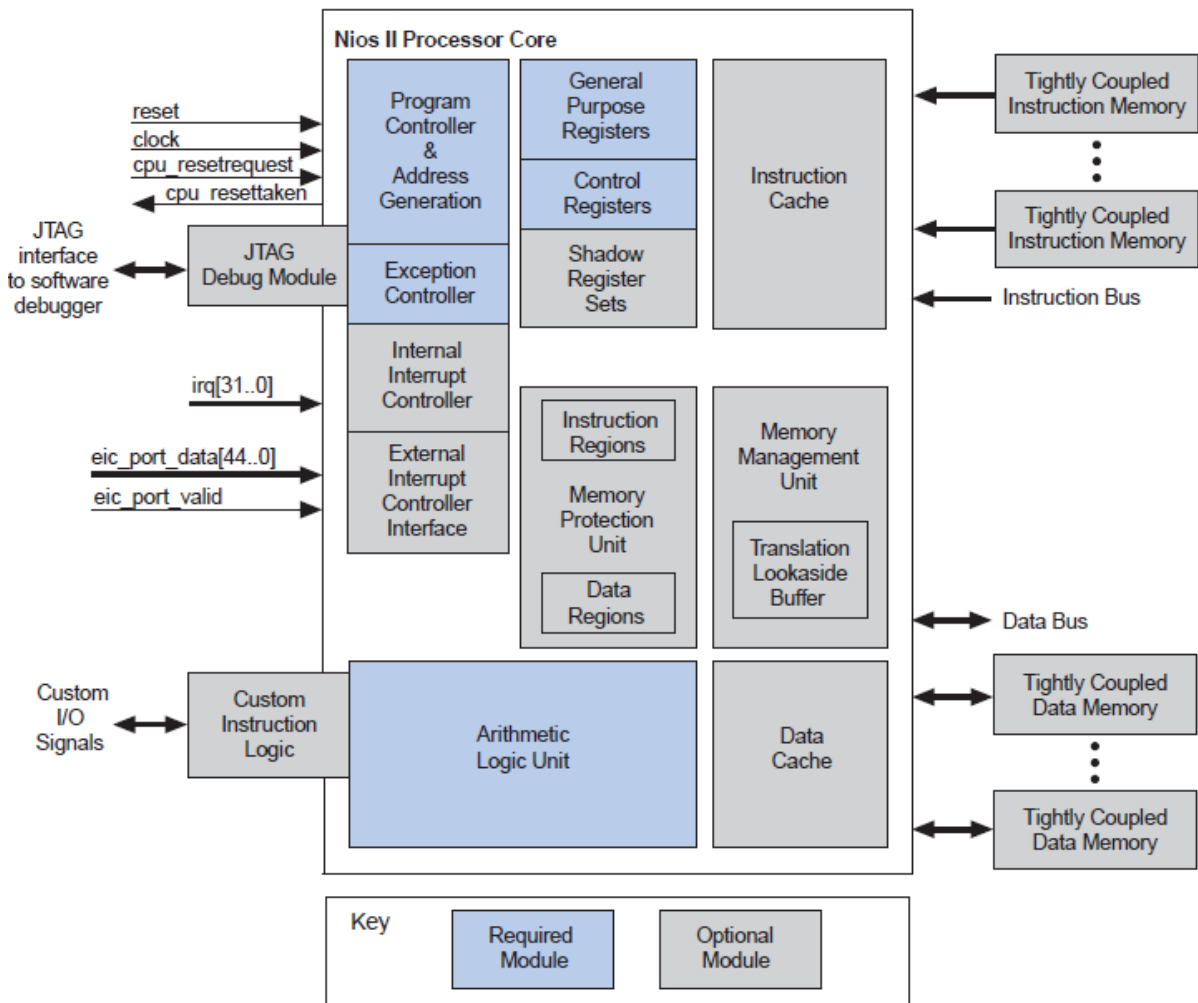 Nios II Processor Core
reset
clock
cpu_resetrequest
cpu_resettaken
JTAG
interface
to software
debugger
JTAG
Debug Module
irq[31..0]
eic_port_data[44..0]
eic_port_valid
Custom
I/O
Signals
Custom
Instruction
Logic
Program
Controller
&
Address
Generation
Exception
Controller
Internal
Interrupt
Controller
External
Interrupt
Controller
Interface
General
Purpose
Registers
Control
Registers
Shadow
Register
Sets
Instruction
Cache
Instruction
Regions
Memory
Protection
Unit
Data
Regions
Memory
Management
Unit
Translation
Lookaside
Buffer
Arithmetic
Logic Unit
Data
Cache
Tightly Coupled
Instruction Memory
Tightly Coupled
Instruction Memory
Instruction Bus
Data Bus
Tightly Coupled
Data Memory
Tightly Coupled
Data Memory
Key
Required
Module
Optional
Module